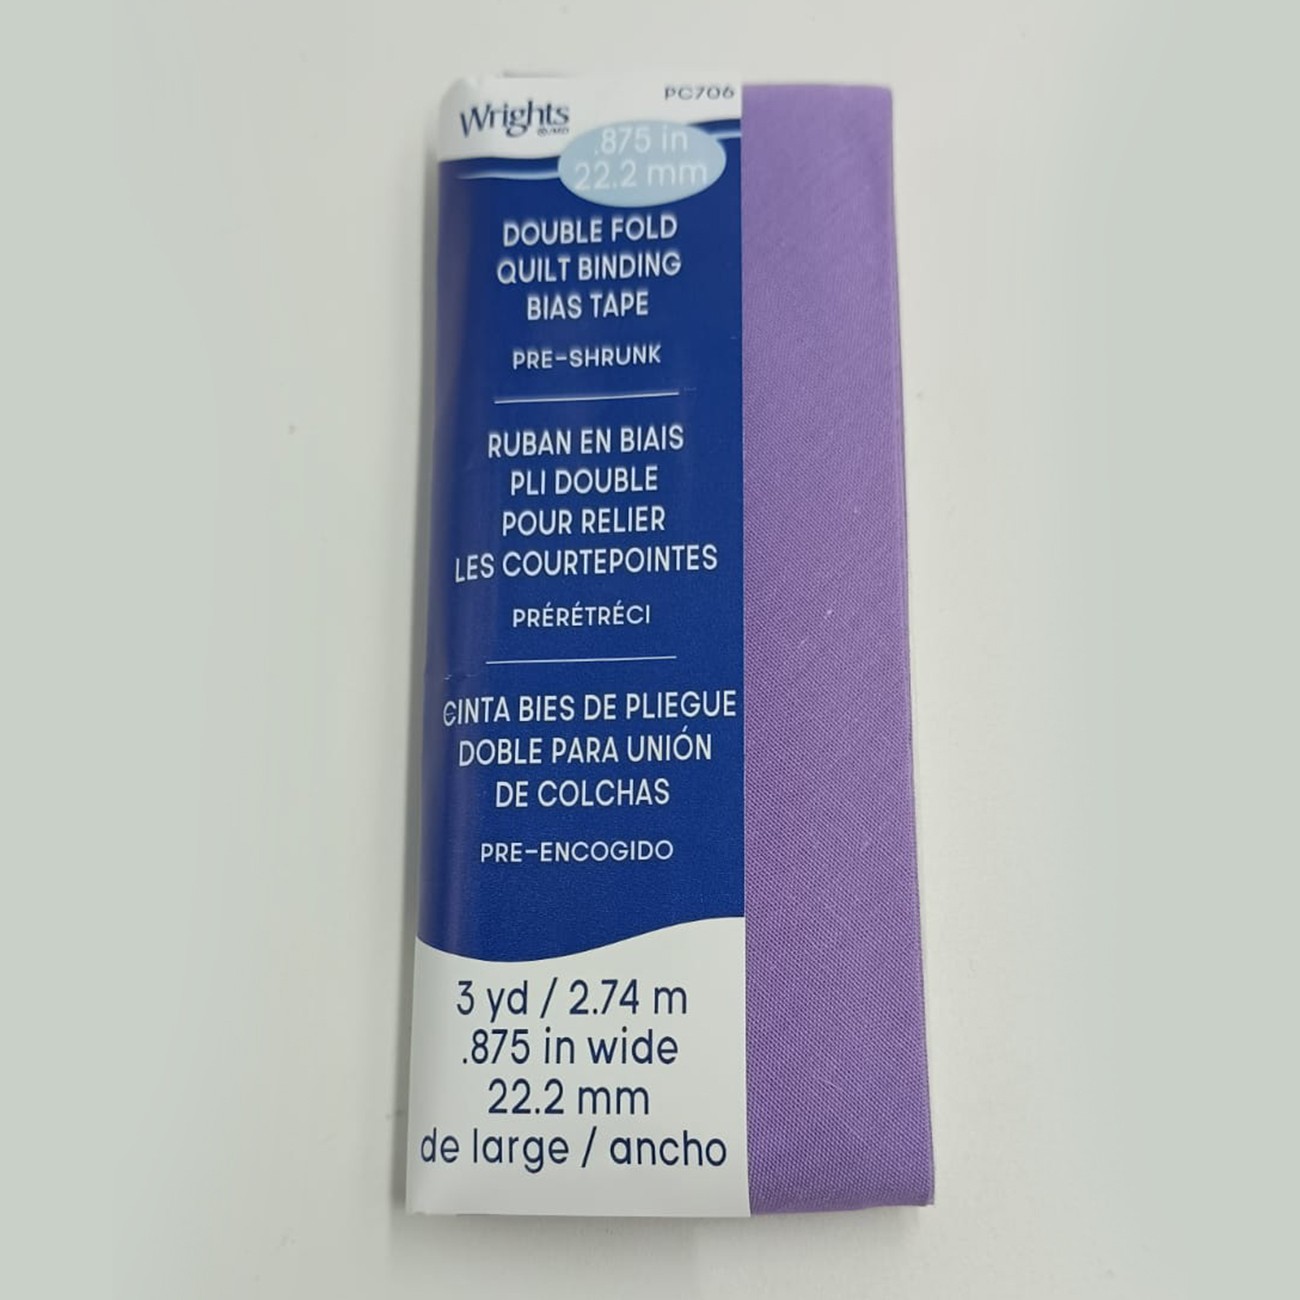 Wrights
PC706
.875 in
22.2 mm
DOUBLE FOLD
QUILT BINDING
BIAS TAPE
PRE-SHRUNK
RUBAN EN BIAIS
PLI DOUBLE
POUR RELIER
LES COURTEPOINTES
PRÉRÉTRÉCI
CINTA BIES DE PLIEGUE
DOBLE PARA UNIÓN
DE COLCHAS
PRE-ENCOGIDO
3 yd / 2.74 m
.875 in wide
22.2 mm
de large / ancho